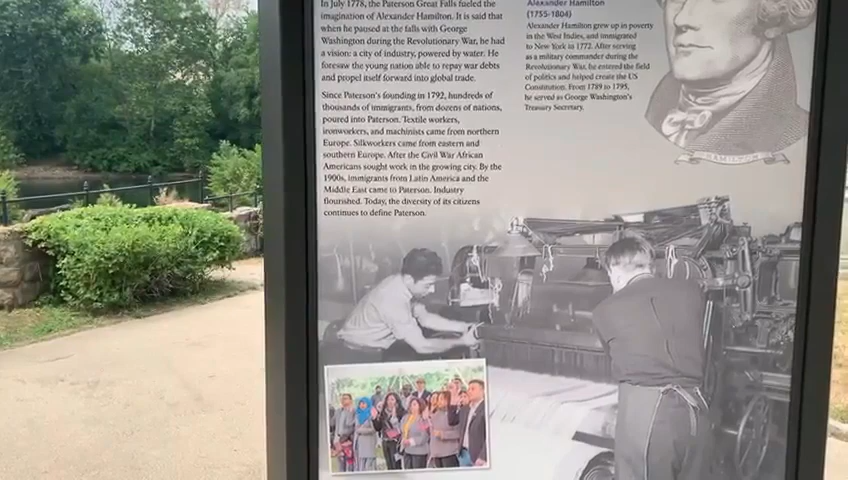 In July 1778, the Paterson Great Falls fueled the
imagination of Alexander Hamilton. It is said that
when he paused at the falls with George
Washington during the Revolutionary War, he had
a vision: a city of industry, powered by water. He
foresaw the young nation able to repay war debts
and propel itself forward into global trade.
Since Paterson's founding in 1792, hundreds of
thousands of immigrants, from dozens of nations,
poured into Paterson. Textile workers,
ironworkers, and machinists came from northern
Europe. Silkworkers came from eastern and
southern Europe. After the Civil War African
Americans sought work in the growing city. By the
1900s, immigrants from Latin America and the
Middle East came to Paterson. Industry
flourished. Today, the diversity of its citizens
continues to define Paterson.
Alexander Hamilton
(1755-1804)
Alexander Hamilton grew up in poverty
in the West Indies, and immigrated
to New York in 1772. After serving
as a military commander during the
Revolutionary War, he entered the field
of politics and helped create the US
Constitution. From 1789 to 1795,
he served as George Washington's
Treasury Secretary.
HAMILTON